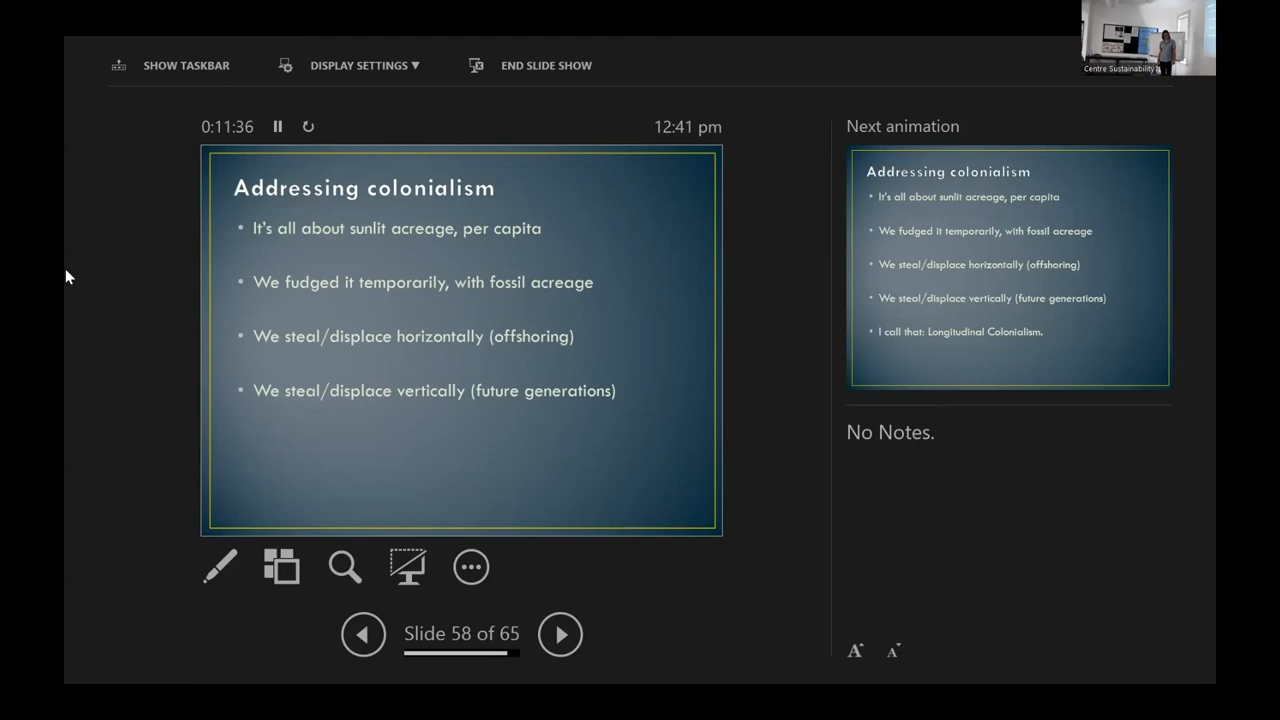 SHOW TASKBAR
DISPLAY SETTINGS ▼
END SLIDE SHOW
Centre Sustainability
0:11:36
12:41 pm
Addressing colonialism
• It's all about sunlit acreage, per capita
• We fudged it temporarily, with fossil acreage
• We steal/displace horizontally (offshoring)
• We steal/displace vertically (future generations)
Slide 58 of 65
Next animation
Addressing colonialism
• It's all about sunlit acreage, per capita
• We fudged it temporarily, with fossil acreage
• We steal/displace horizontally (offshoring)
• We steal/displace vertically (future generations)
• I call that: Longitudinal Colonialism.
No Notes.
A A